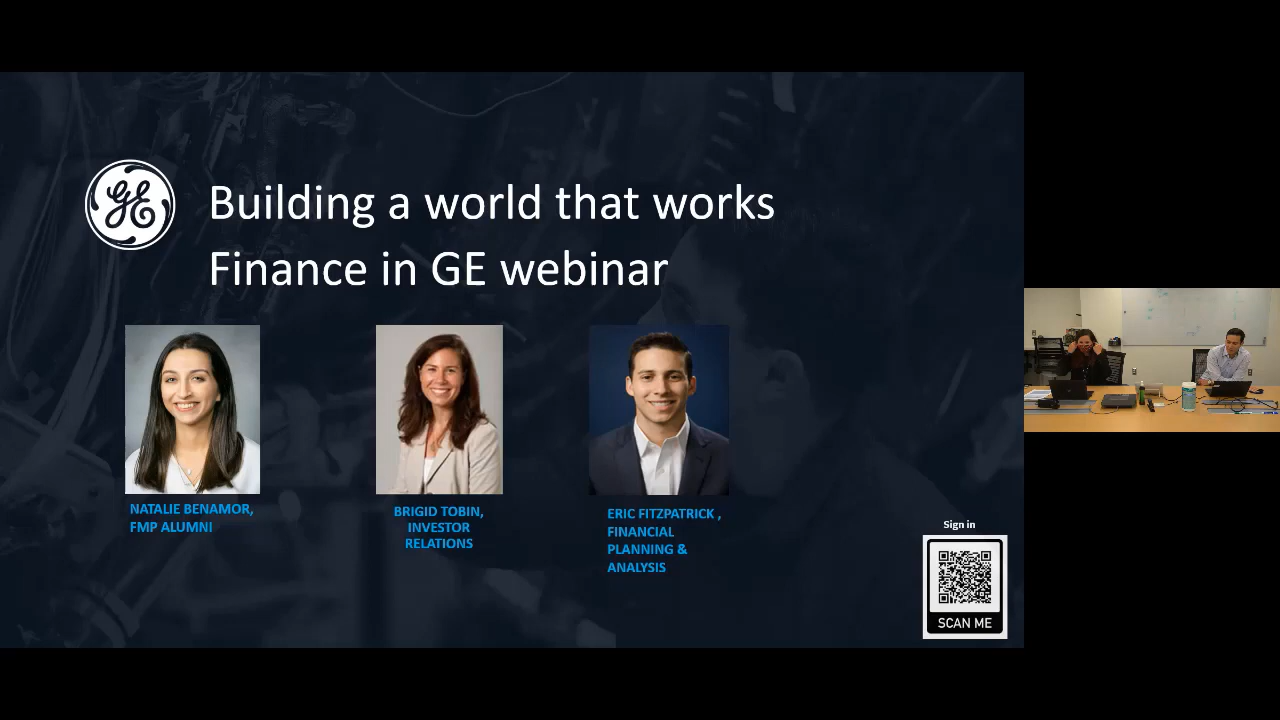 GE
Building a world that works
Finance in GE webinar
NATALIE BENAMOR,
FMP ALUMNI
BRIGID TOBIN,
INVESTOR
RELATIONS
ERIC FITZPATRICK ,
FINANCIAL
PLANNING &
ANALYSIS
Sign in
SCAN ME